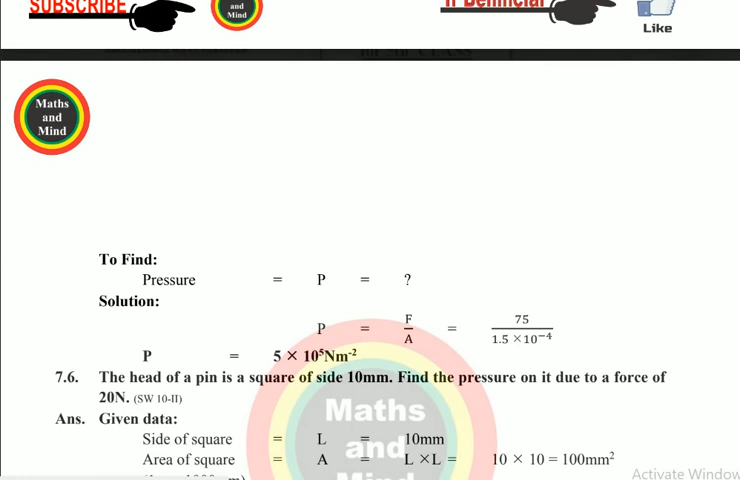 SUBSCRIBE
and
Mind
If Benificial
Like
Maths
and
Mind
To Find:
Pressure = P = ?
Solution:
P = F/A = 75/1.5 ×10⁻⁴
P = 5 × 10⁵Nm⁻²
7.6. The head of a pin is a square of side 10mm. Find the pressure on it due to a force of
20N. (SW 10-II)
Ans. Given data:
Side of square = L = 10mm
Area of square = A = L ×L = 10 × 10 = 100mm²
Maths
and
Mind
Activate Window